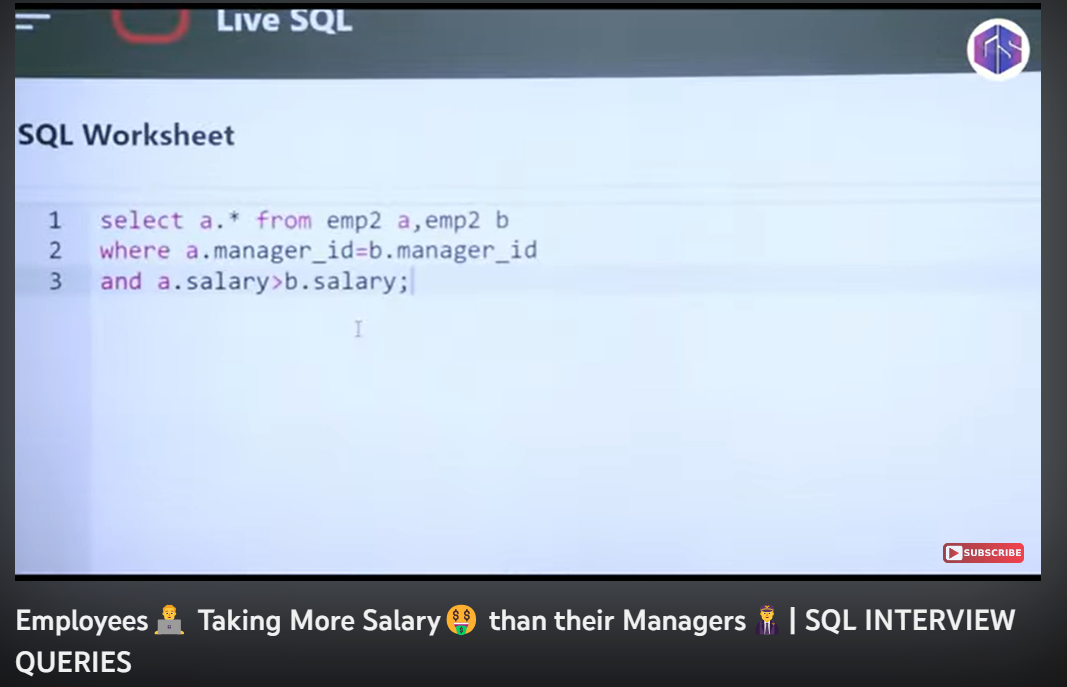 Live SQL
SQL Worksheet
1 select a.* from emp2 a,emp2 b
2 where a.manager_id=b.manager_id
3 and a.salary>b.salary;
SUBSCRIBE
Employees👨‍💻 Taking More Salary🤑 than their Managers👨‍✈️ | SQL INTERVIEW
QUERIES